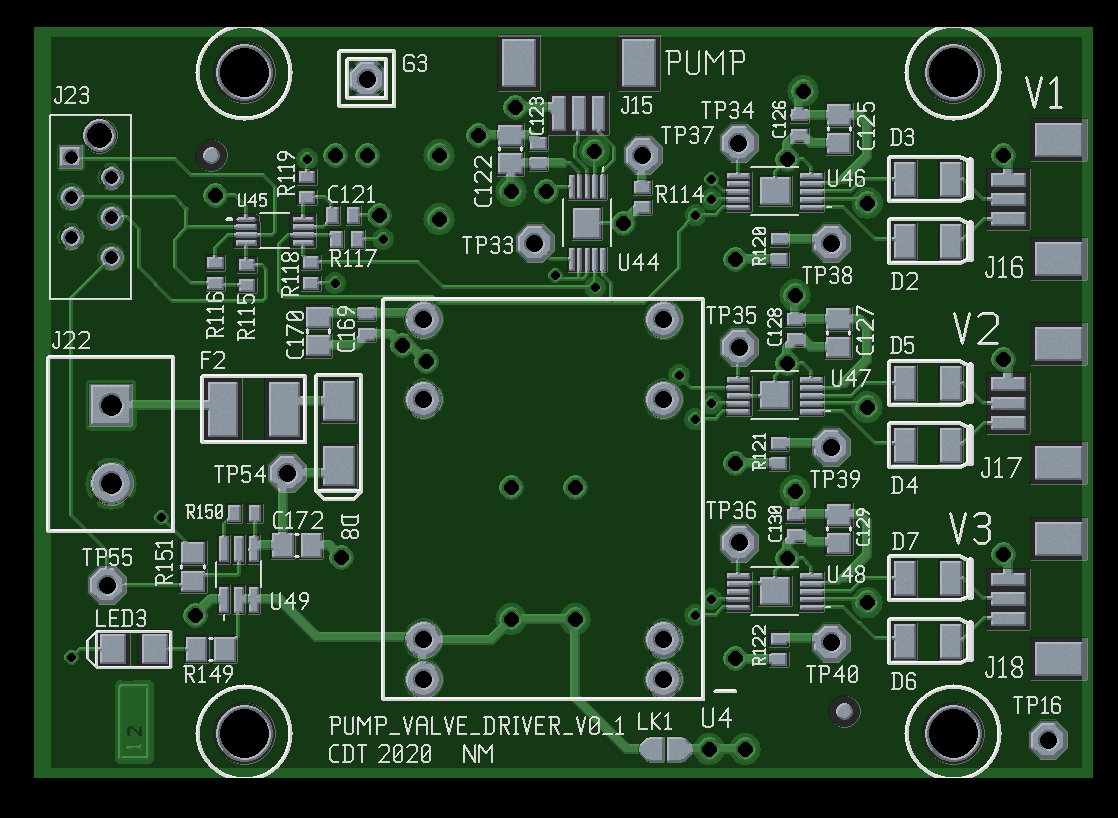 G3
PUMP
J15
V1
J23
C123
TP37
TP34
C126
C125
D3
R119
C122
U45
C121
R114
U46
TP33
U44
R117
R118
R120
TP38
D2
J16
R116
R115
C170
C169
TP35
C128
C127
V2
J22
F2
D5
U47
TP54
R121
TP39
D4
J17
R150
C172
D8
TP36
C130
C129
V3
TP55
R151
D7
U48
LED3
U49
R149
R122
TP40
D6
J18
12
PUMP_VALVE_DRIVER_V0_1
LK1
U4
TP16
CDT 2020 NM